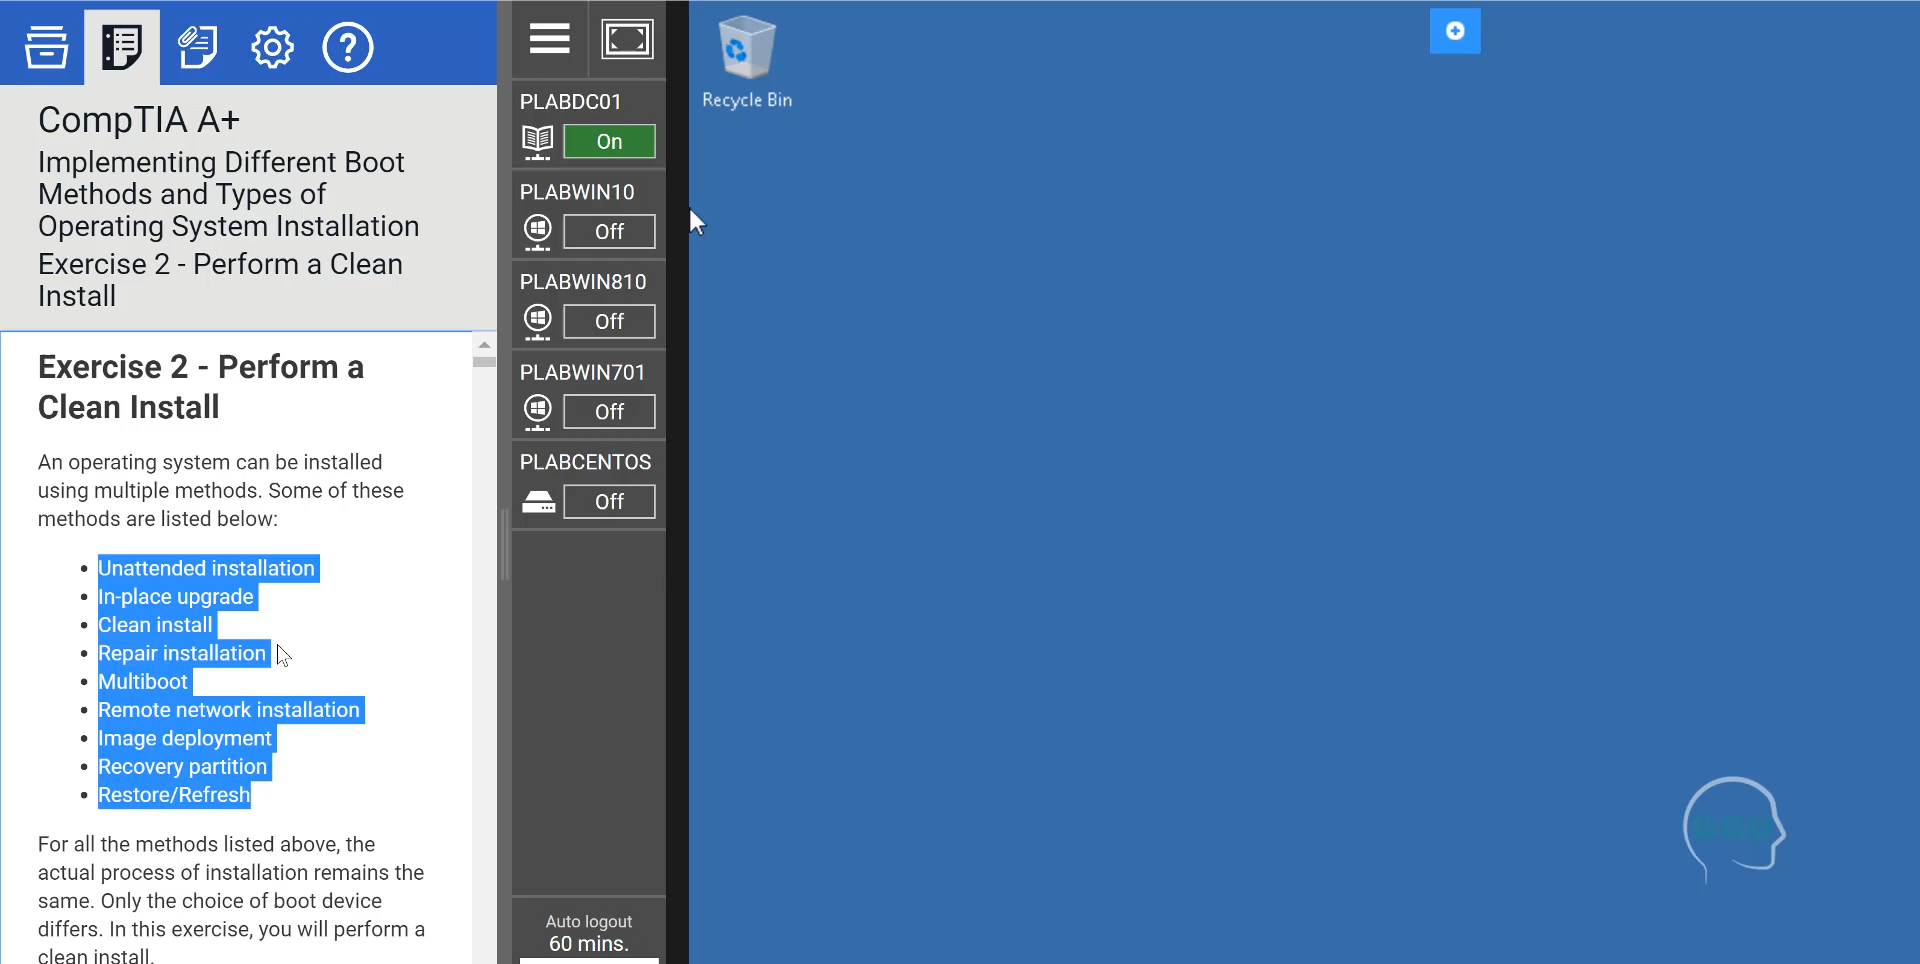 CompTIA A+
Implementing Different Boot
Methods and Types of
Operating System Installation
Exercise 2 - Perform a Clean
Install
Exercise 2 - Perform a
Clean Install
An operating system can be installed
using multiple methods. Some of these
methods are listed below:
• Unattended installation
• In-place upgrade
• Clean install
• Repair installation
• Multiboot
• Remote network installation
• Image deployment
• Recovery partition
• Restore/Refresh
For all the methods listed above, the
actual process of installation remains the
same. Only the choice of boot device
differs. In this exercise, you will perform a
clean install.
PLABDC01
On
PLABWIN10
Off
PLABWIN810
Off
PLABWIN701
Off
PLABCENTOS
Off
Auto logout
60 mins.
Recycle Bin